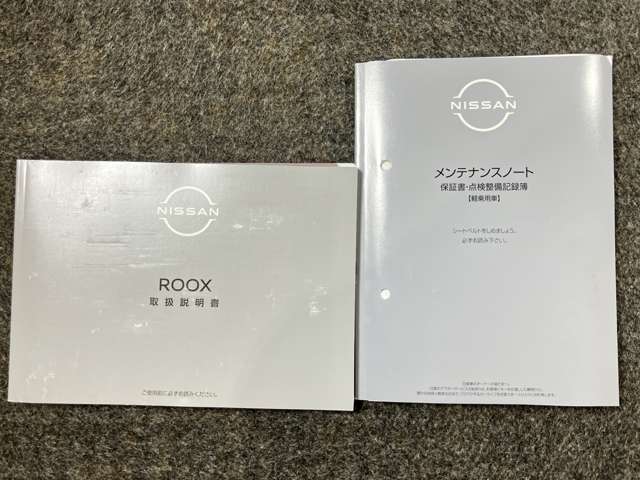 NISSAN
ROOX
取扱説明書
ご使用前に必ずお読みください。
NISSAN
メンテナンスノート
保証書・点検整備記録簿
【軽乗用車】
シートベルトをしめましょう。
必ずお読み下さい。